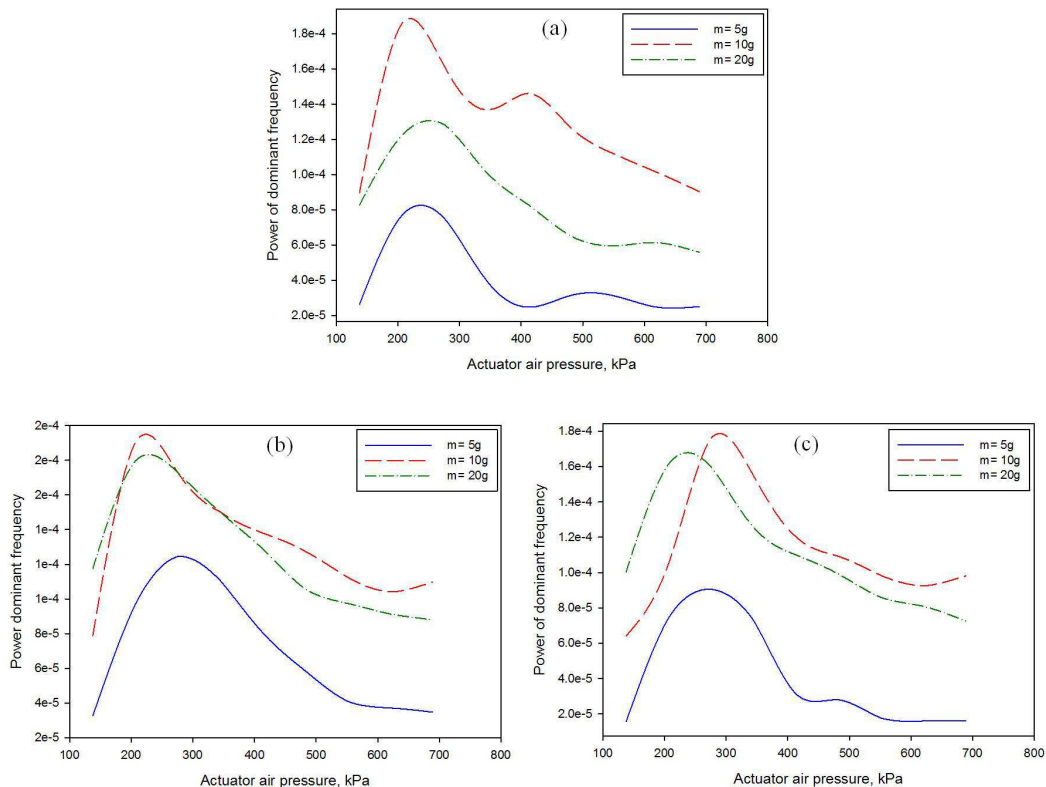 (a)
m= 5g
m= 10g
m= 20g
Power of dominant frequency
1.8e-4
1.6e-4
1.4e-4
1.2e-4
1.0e-4
8.0e-5
6.0e-5
4.0e-5
2.0e-5
100 200 300 400 500 600 700 800
Actuator air pressure, kPa
(b)
m= 5g
m= 10g
m= 20g
Power dominant frequency
2e-4
2e-4
2e-4
1e-4
1e-4
1e-4
8e-5
6e-5
4e-5
2e-5
100 200 300 400 500 600 700 800
Actuator air pressure, kPa
(c)
m= 5g
m= 10g
m= 20g
Power of dominant frequency
1.8e-4
1.6e-4
1.4e-4
1.2e-4
1.0e-4
8.0e-5
6.0e-5
4.0e-5
2.0e-5
100 200 300 400 500 600 700 800
Actuator air pressure, kPa